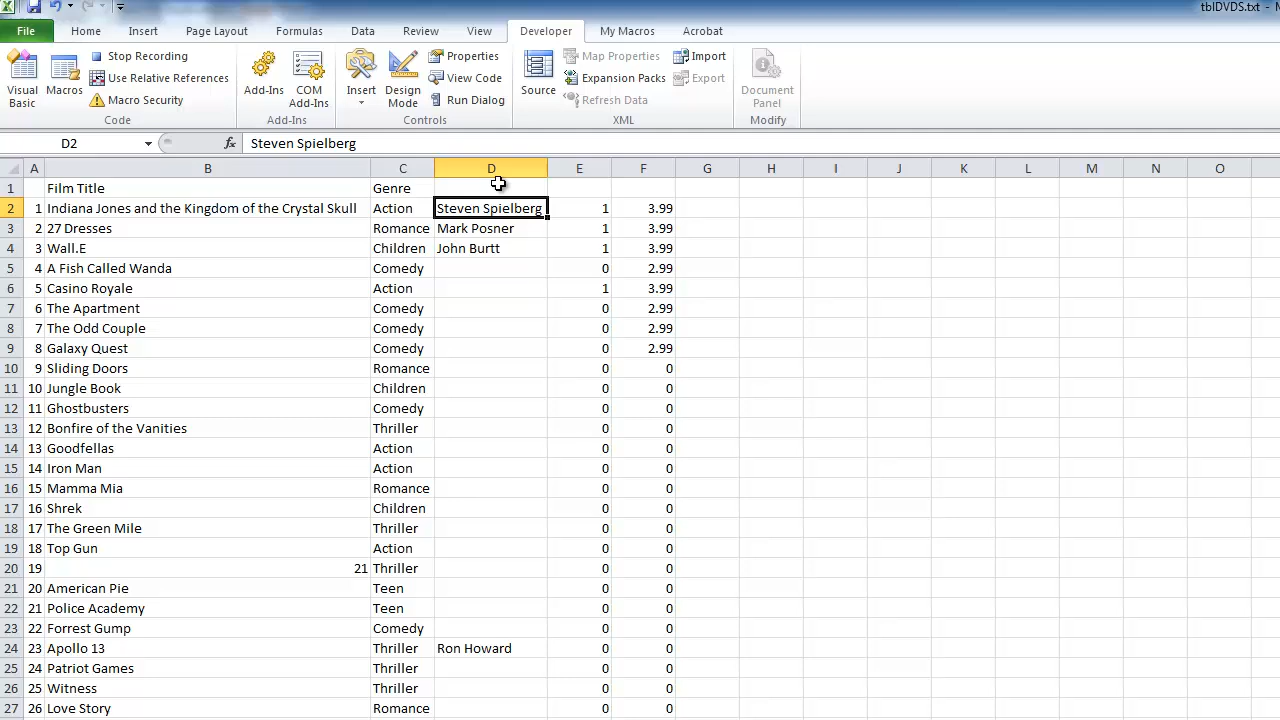 tblDVDS.txt - M
File Home Insert Page Layout Formulas Data Review View Developer My Macros Acrobat
Visual Basic
Macros
Stop Recording
Use Relative References
Macro Security
Code
Add-Ins
COM Add-Ins
Add-Ins
Insert
Design Mode
Properties
View Code
Run Dialog
Controls
Source
Map Properties
Expansion Packs
Refresh Data
Import
Export
XML
Document Panel
Modify
D2 fx Steven Spielberg
A B C D E F G H I J K L M N O
1 Film Title Genre
2 1 Indiana Jones and the Kingdom of the Crystal Skull Action Steven Spielberg 1 3.99
3 2 27 Dresses Romance Mark Posner 1 3.99
4 3 Wall.E Children John Burtt 1 3.99
5 4 A Fish Called Wanda Comedy 0 2.99
6 5 Casino Royale Action 1 3.99
7 6 The Apartment Comedy 0 2.99
8 7 The Odd Couple Comedy 0 2.99
9 8 Galaxy Quest Comedy 0 2.99
10 9 Sliding Doors Romance 0 0
11 10 Jungle Book Children 0 0
12 11 Ghostbusters Comedy 0 0
13 12 Bonfire of the Vanities Thriller 0 0
14 13 Goodfellas Action 0 0
15 14 Iron Man Action 0 0
16 15 Mamma Mia Romance 0 0
17 16 Shrek Children 0 0
18 17 The Green Mile Thriller 0 0
19 18 Top Gun Action 0 0
20 19 21 Thriller 0 0
21 20 American Pie Teen 0 0
22 21 Police Academy Teen 0 0
23 22 Forrest Gump Comedy 0 0
24 23 Apollo 13 Thriller Ron Howard 0 0
25 24 Patriot Games Thriller 0 0
26 25 Witness Thriller 0 0
27 26 Love Story Romance 0 0